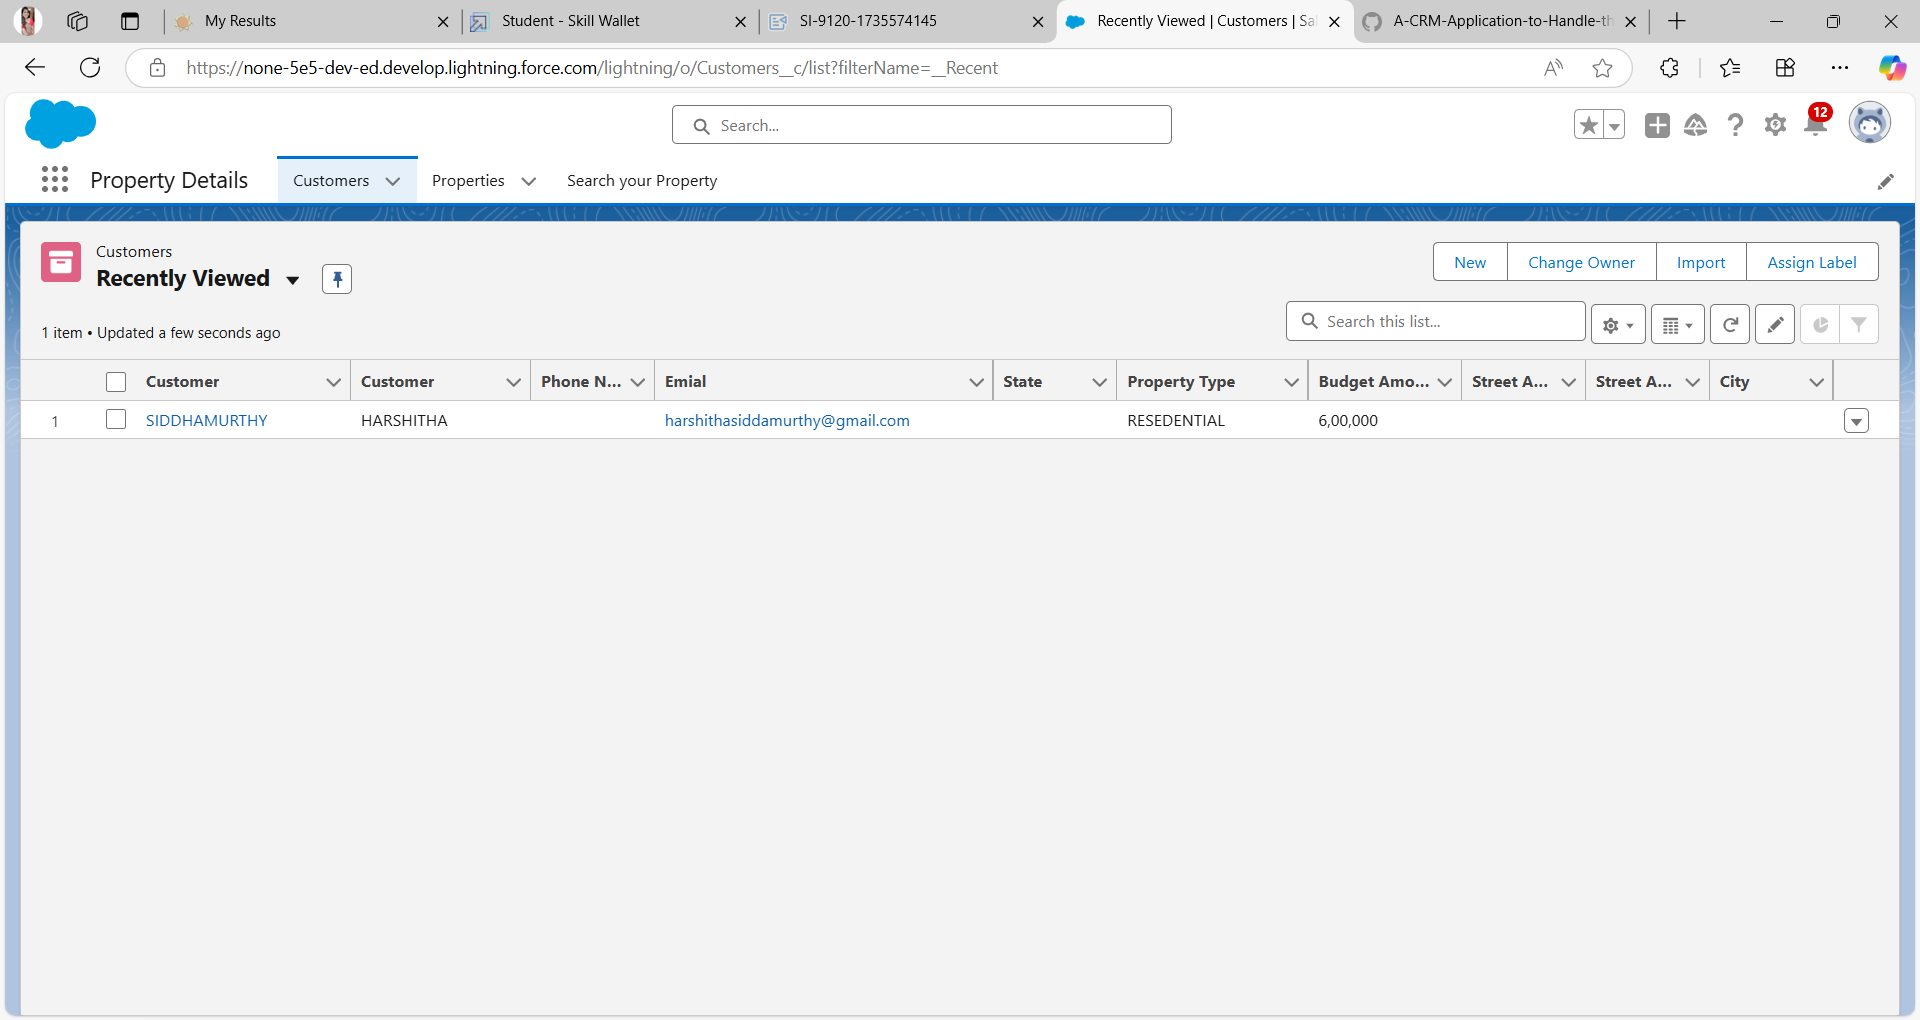 My Results
Student - Skill Wallet
SI-9120-1735574145
Recently Viewed | Customers | Sal
A-CRM-Application-to-Handle-th
https://none-5e5-dev-ed.develop.lightning.force.com/lightning/o/Customers__c/list?filterName=__Recent
Search...
12
Property Details
Customers
Properties
Search your Property
Customers
Recently Viewed
New
Change Owner
Import
Assign Label
1 item • Updated a few seconds ago
Search this list...
Customer
Customer
Phone N...
Emial
State
Property Type
Budget Amo...
Street A...
Street A...
City
1
SIDDHAMURTHY
HARSHITHA
harshithasiddamurthy@gmail.com
RESEDENTIAL
6,00,000